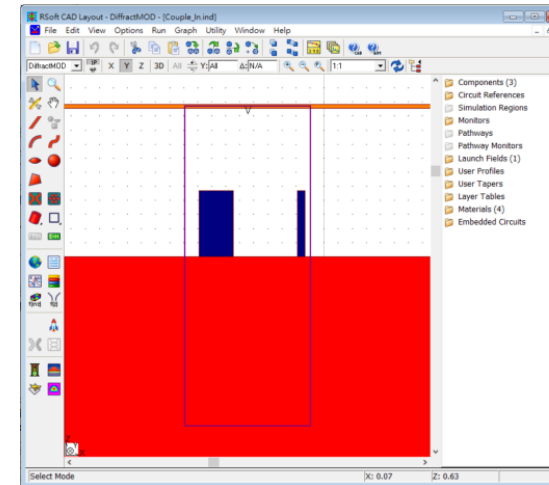 RSoft CAD Layout - DiffractMOD - [Couple_In.ind]
File Edit View Options Run Graph Utility Window Help
DiffractMOD X Y Z 3D All Y: All Δ: N/A 1:1
Components (3)
Circuit References
Simulation Regions
Monitors
Pathways
Pathway Monitors
Launch Fields (1)
User Profiles
User Tapers
Layer Tables
Materials (4)
Embedded Circuits
Z
X
Select Mode X: 0.07 Z: 0.63